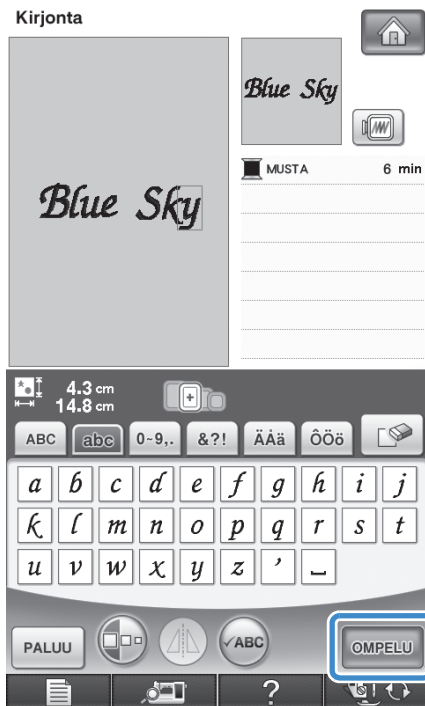 Kirjonta
Blue Sky
MUSTA 6 min
Blue Sky
4.3 cm
14.8 cm
ABC abc 0~9,. &?! ÄÅä ÔÖö
a b c d e f g h i j
k l m n o p q r s t
u v w x y z ’ ⎵
PALUU ✓ABC OMPELU
?